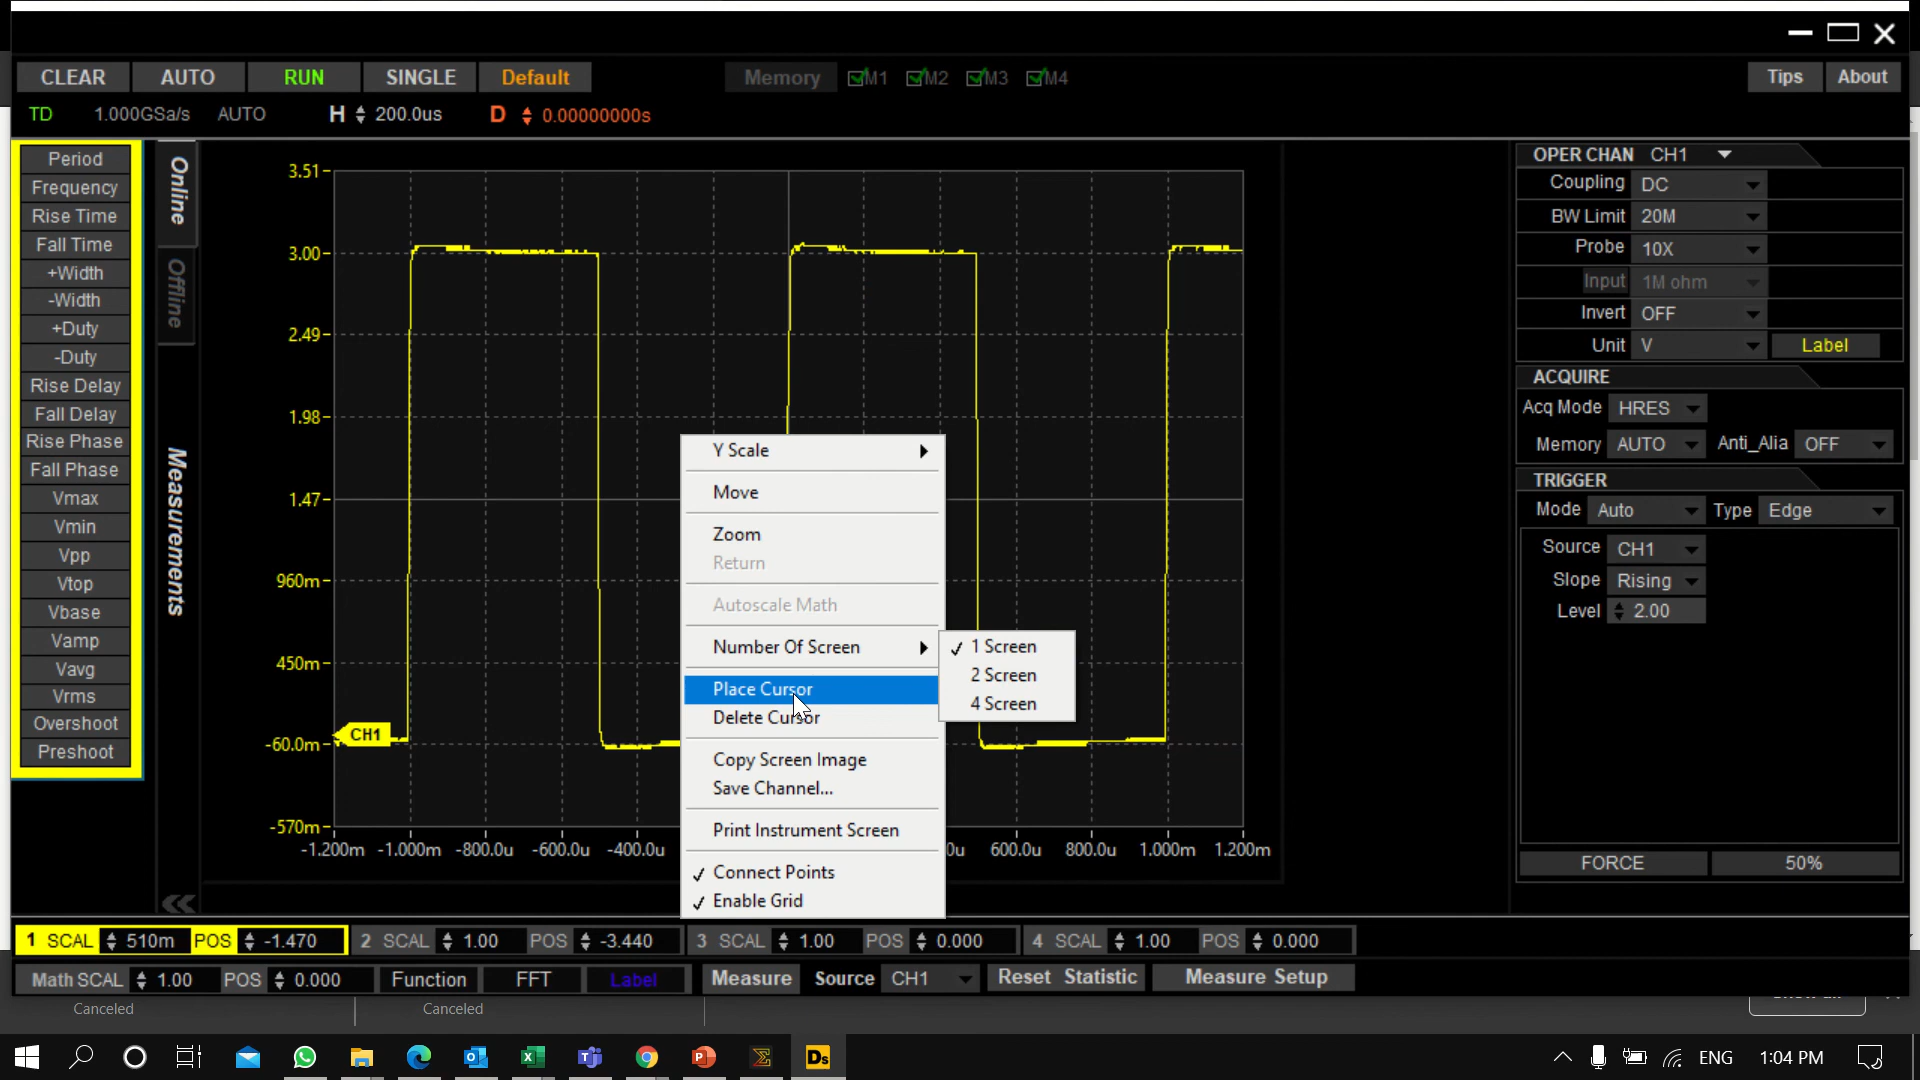 CLEAR AUTO RUN SINGLE Default Memory M1 M2 M3 M4 Tips About
TD 1.000GSa/s AUTO H 200.0us D 0.00000000s
Period
Frequency
Rise Time
Fall Time
+Width
-Width
+Duty
-Duty
Rise Delay
Fall Delay
Rise Phase
Fall Phase
Vmax
Vmin
Vpp
Vtop
Vbase
Vamp
Vavg
Vrms
Overshoot
Preshoot
Online
Offline
Measurements
3.51
3.00
2.49
1.98
1.47
960m
450m
-60.0m
-570m
CH1
-1.200m -1.000m -800.0u -600.0u -400.0u 0u 600.0u 800.0u 1.000m 1.200m
Y Scale
Move
Zoom
Return
Autoscale Math
Number Of Screen
Place Cursor
Delete Cursor
Copy Screen Image
Save Channel...
Print Instrument Screen
Connect Points
Enable Grid
1 Screen
2 Screen
4 Screen
OPER CHAN CH1
Coupling DC
BW Limit 20M
Probe 10X
Input 1M ohm
Invert OFF
Unit V Label
ACQUIRE
Acq Mode HRES
Memory AUTO Anti_Alia OFF
TRIGGER
Mode Auto Type Edge
Source CH1
Slope Rising
Level 2.00
FORCE 50%
1 SCAL 510m POS -1.470 2 SCAL 1.00 POS -3.440 3 SCAL 1.00 POS 0.000 4 SCAL 1.00 POS 0.000
Math SCAL 1.00 POS 0.000 Function FFT Label Measure Source CH1 Reset Statistic Measure Setup
Canceled Canceled
Ds ENG 1:04 PM